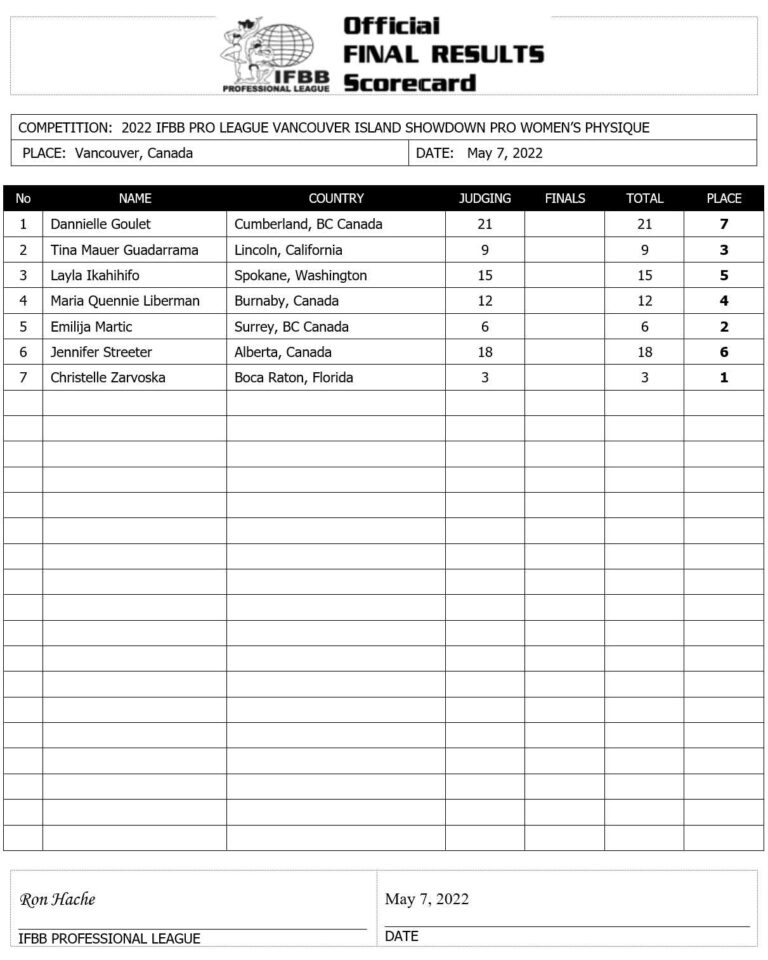 Official
FINAL RESULTS
Scorecard
IFBB
PROFESSIONAL LEAGUE
COMPETITION: 2022 IFBB PRO LEAGUE VANCOUVER ISLAND SHOWDOWN PRO WOMEN'S PHYSIQUE
PLACE: Vancouver, Canada DATE: May 7, 2022
No NAME COUNTRY JUDGING FINALS TOTAL PLACE
1 Dannielle Goulet Cumberland, BC Canada 21 21 7
2 Tina Mauer Guadarrama Lincoln, California 9 9 3
3 Layla Ikahihifo Spokane, Washington 15 15 5
4 Maria Quennie Liberman Burnaby, Canada 12 12 4
5 Emilija Martic Surrey, BC Canada 6 6 2
6 Jennifer Streeter Alberta, Canada 18 18 6
7 Christelle Zarvoska Boca Raton, Florida 3 3 1
Ron Hache May 7, 2022
IFBB PROFESSIONAL LEAGUE DATE